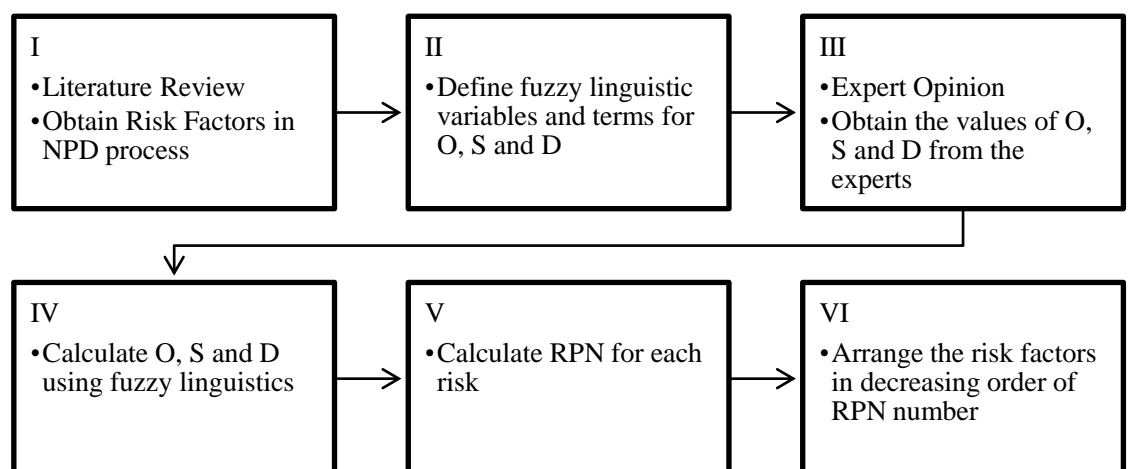 I
•Literature Review
•Obtain Risk Factors in
NPD process
II
•Define fuzzy linguistic
variables and terms for
O, S and D
III
•Expert Opinion
•Obtain the values of O,
S and D from the
experts
IV
•Calculate O, S and D
using fuzzy linguistics
V
•Calculate RPN for each
risk
VI
•Arrange the risk factors
in decreasing order of
RPN number